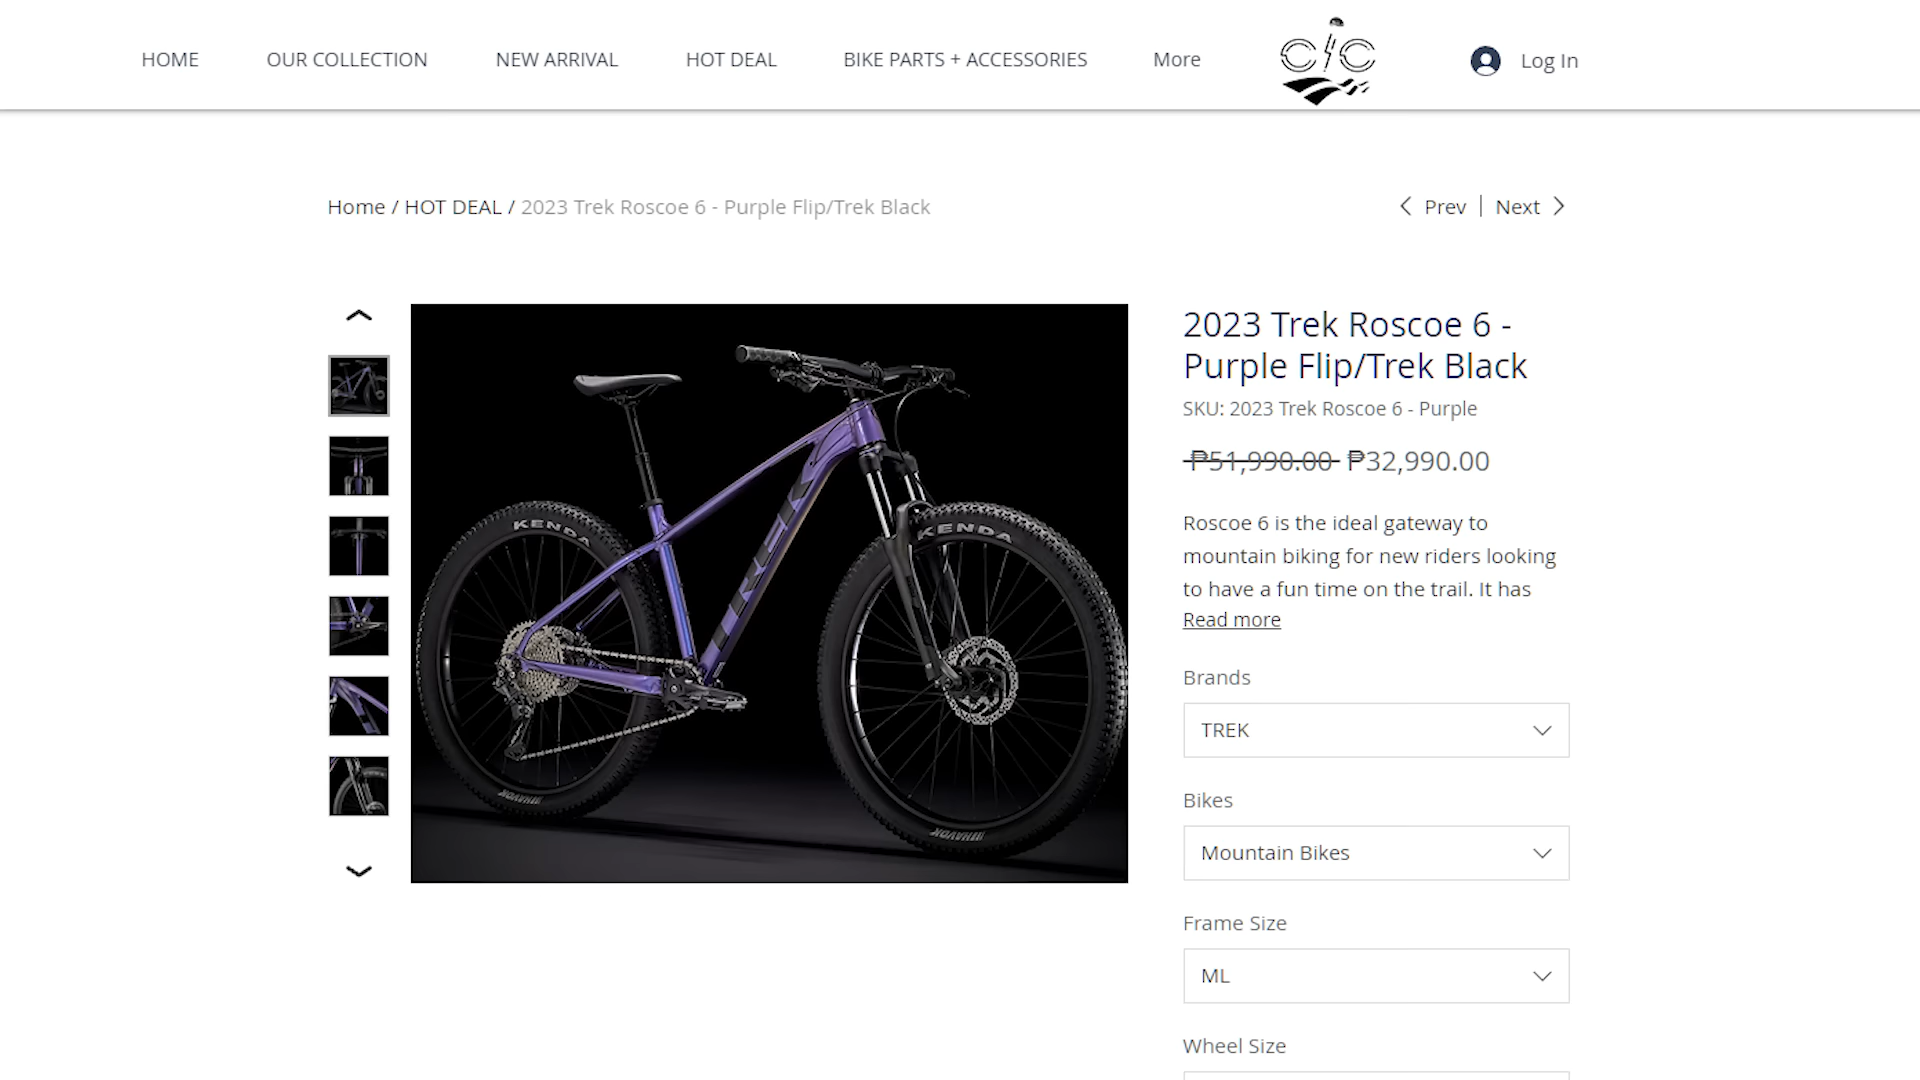 HOME
OUR COLLECTION
NEW ARRIVAL
HOT DEAL
BIKE PARTS + ACCESSORIES
More
C/C
Log In
Home / HOT DEAL / 2023 Trek Roscoe 6 - Purple Flip/Trek Black
Prev | Next
2023 Trek Roscoe 6 -
Purple Flip/Trek Black
SKU: 2023 Trek Roscoe 6 - Purple
₱51,990.00 ₱32,990.00
Roscoe 6 is the ideal gateway to
mountain biking for new riders looking
to have a fun time on the trail. It has
Read more
Brands
TREK
Bikes
Mountain Bikes
Frame Size
ML
Wheel Size
KENDA
KENDA
TREK
HAVOK
HAVOK